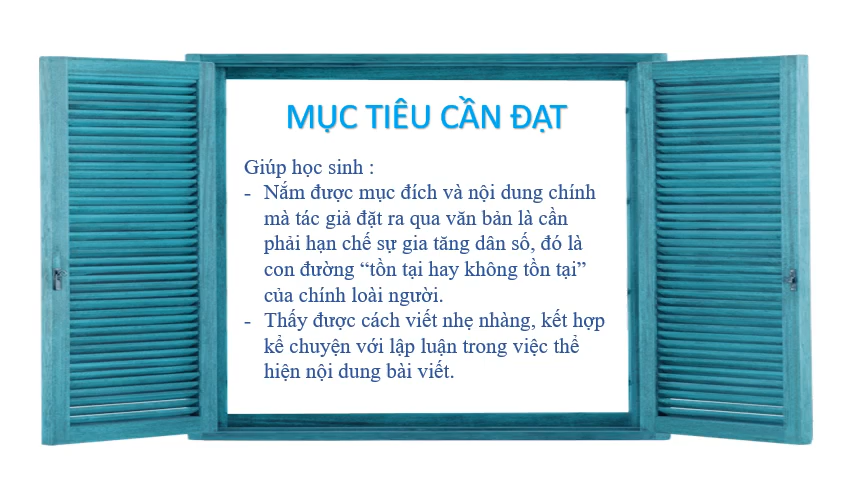 MỤC TIÊU CẦN ĐẠT
Giúp học sinh :
- Nắm được mục đích và nội dung chính
mà tác giả đặt ra qua văn bản là cần
phải hạn chế sự gia tăng dân số, đó là
con đường “tồn tại hay không tồn tại”
của chính loài người.
- Thấy được cách viết nhẹ nhàng, kết hợp
kể chuyện với lập luận trong việc thể
hiện nội dung bài viết.